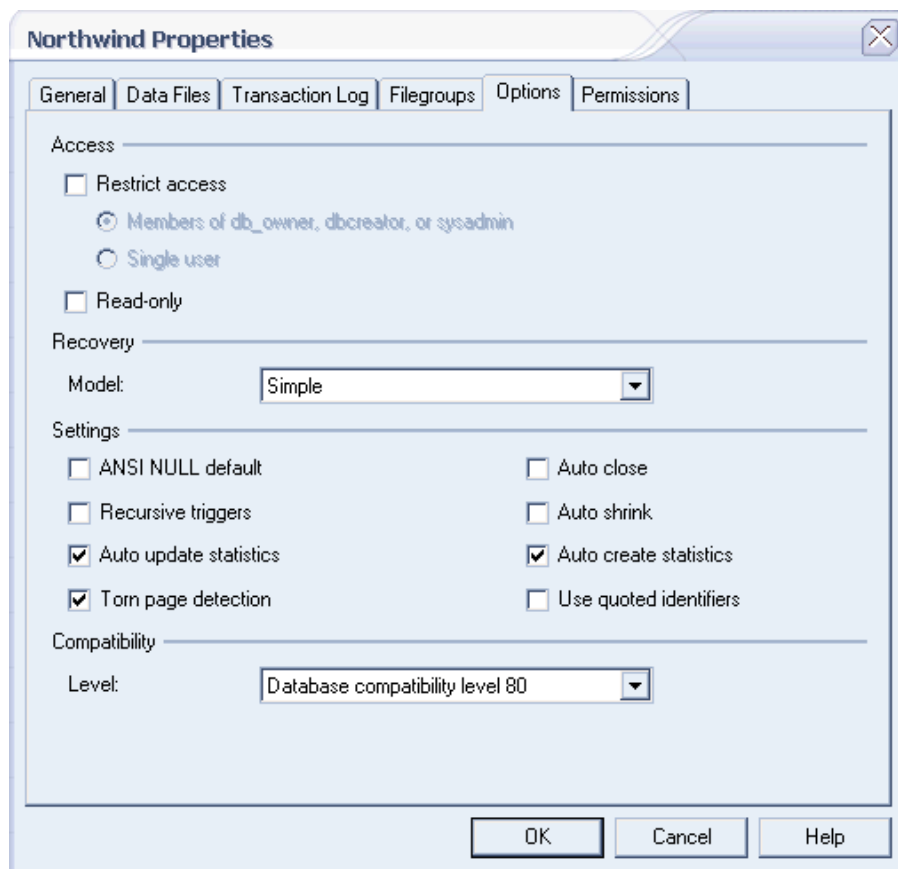 Northwind Properties
General Data Files Transaction Log Filegroups Options Permissions
Access
Restrict access
Members of db_owner, dbcreator, or sysadmin
Single user
Read-only
Recovery
Model: Simple
Settings
ANSI NULL default Auto close
Recursive triggers Auto shrink
Auto update statistics Auto create statistics
Torn page detection Use quoted identifiers
Compatibility
Level: Database compatibility level 80
OK Cancel Help